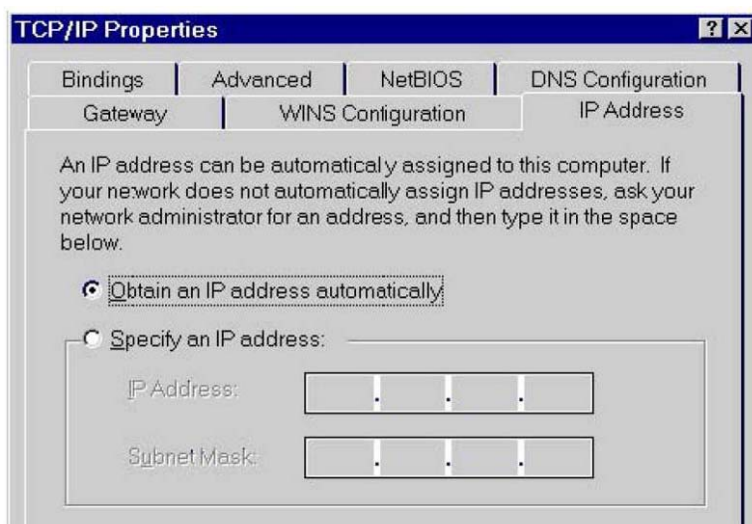 TCP/IP Properties
? X
Bindings Advanced NetBIOS DNS Configuration
Gateway WINS Configuration IP Address
An IP address can be automatically assigned to this computer. If
your network does not automatically assign IP addresses, ask your
network administrator for an address, and then type it in the space
below.
Obtain an IP address automatically
Specify an IP address:
IP Address:
. . .
Subnet Mask:
. . .